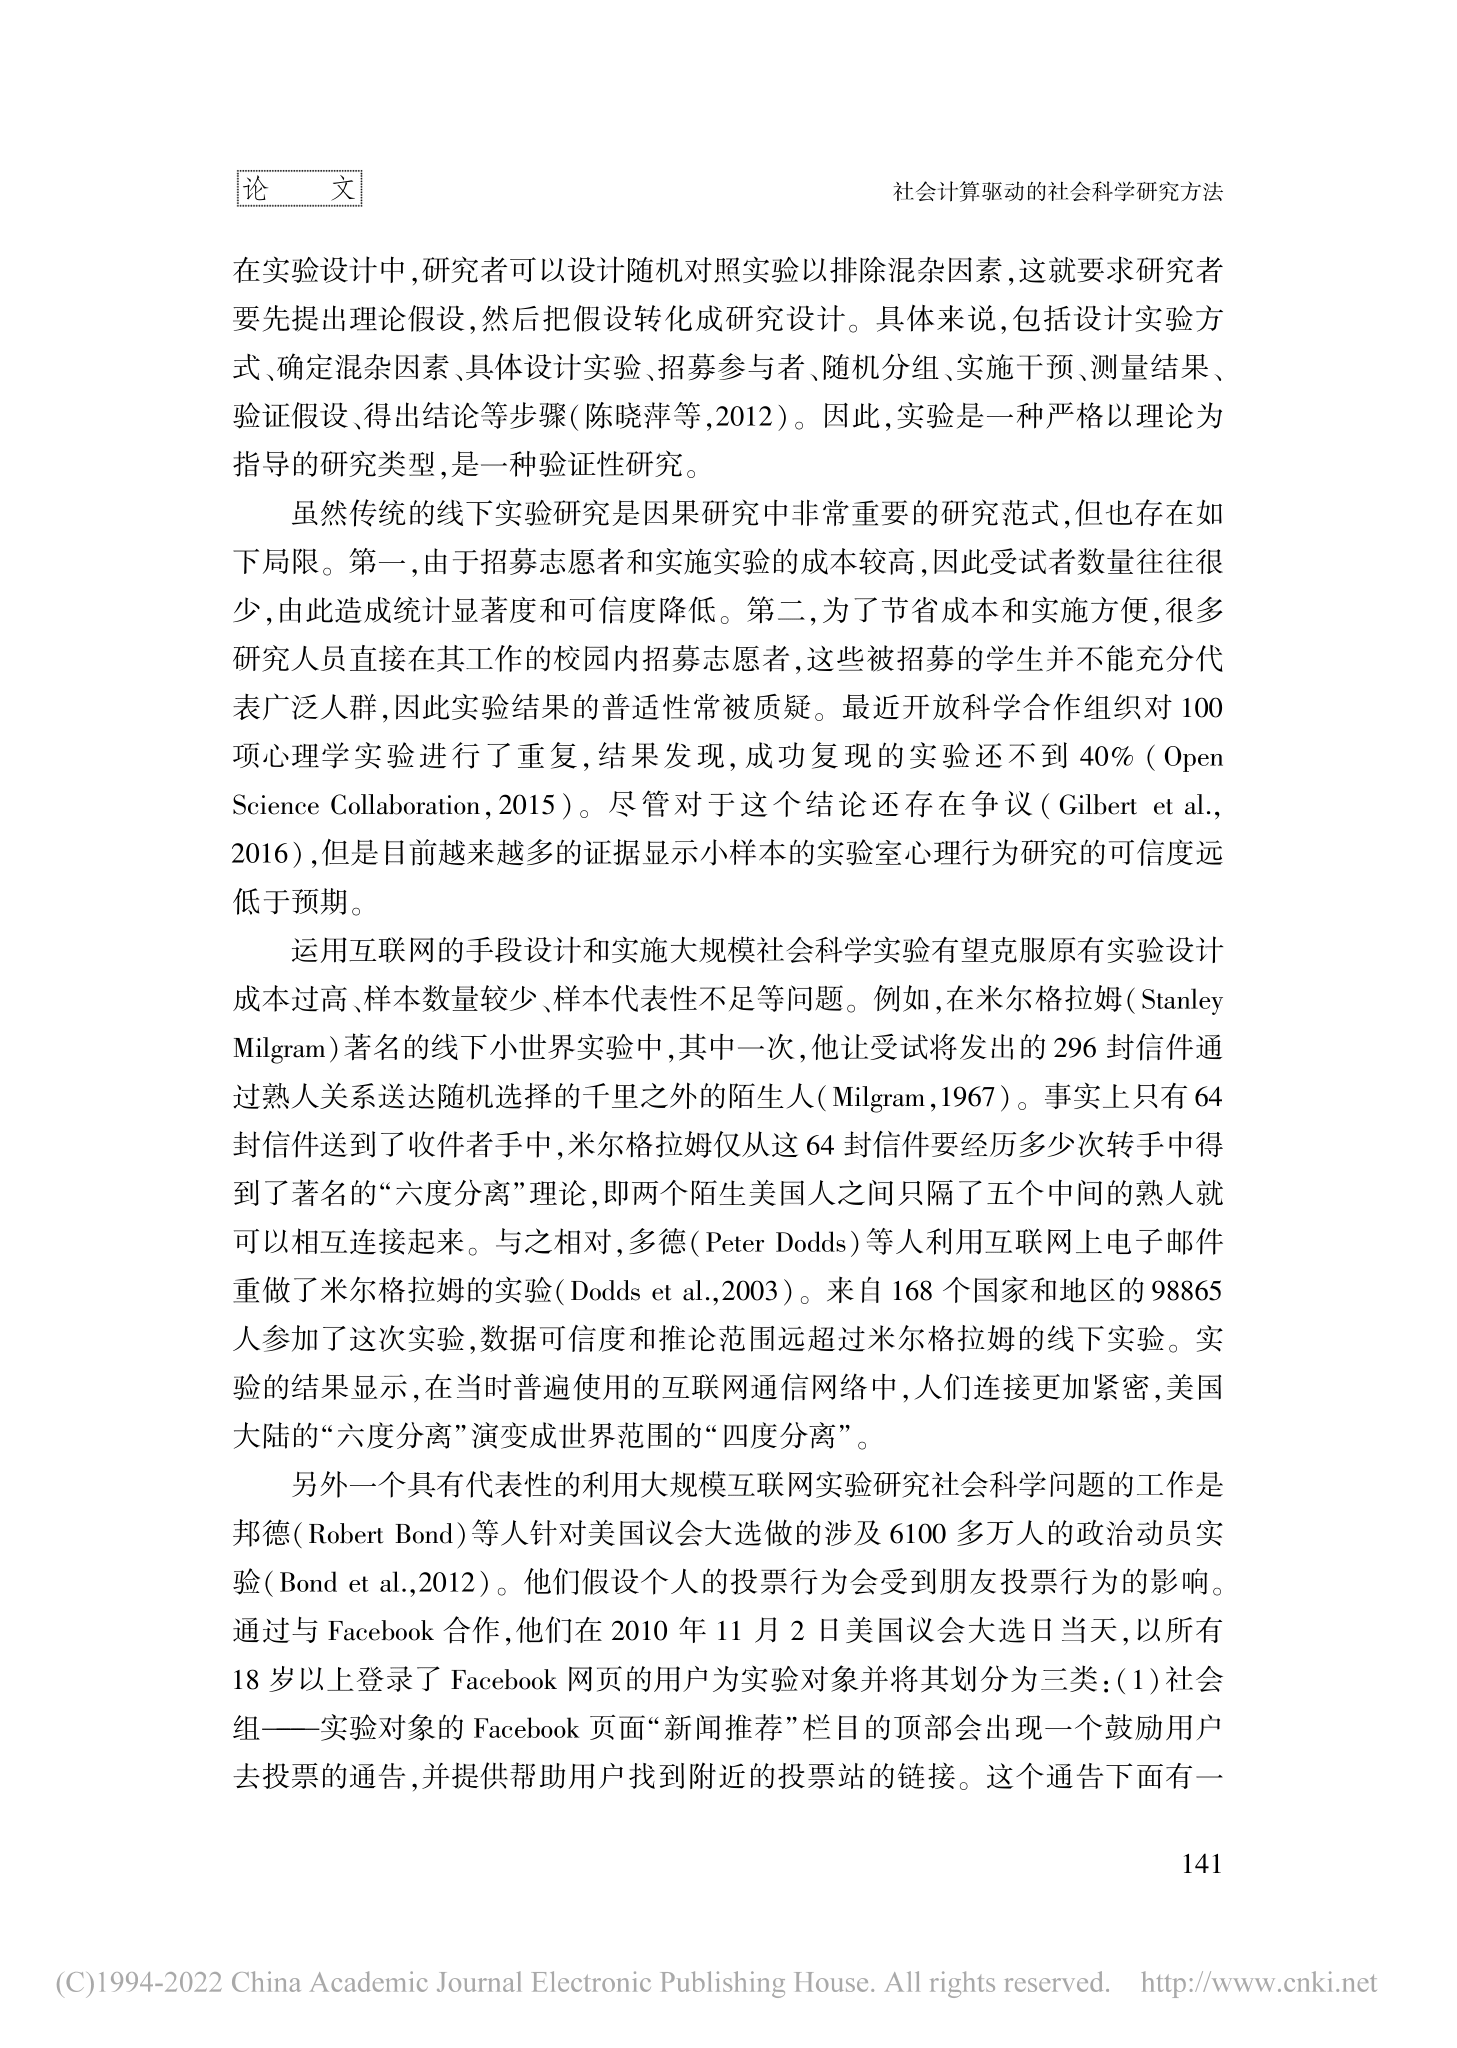 论 文
社会计算驱动的社会科学研究方法
在实验设计中,研究者可以设计随机对照实验以排除混杂因素,这就要求研究者
要先提出理论假设,然后把假设转化成研究设计。具体来说,包括设计实验方
式、确定混杂因素、具体设计实验、招募参与者、随机分组、实施干预、测量结果、
验证假设、得出结论等步骤(陈晓萍等,2012)。因此,实验是一种严格以理论为
指导的研究类型,是一种验证性研究。
虽然传统的线下实验研究是因果研究中非常重要的研究范式,但也存在如
下局限。第一,由于招募志愿者和实施实验的成本较高,因此受试者数量往往很
少,由此造成统计显著度和可信度降低。第二,为了节省成本和实施方便,很多
研究人员直接在其工作的校园内招募志愿者,这些被招募的学生并不能充分代
表广泛人群,因此实验结果的普适性常被质疑。最近开放科学合作组织对 100
项心理学实验进行了重复,结果发现,成功复现的实验还不到 40% (Open
Science Collaboration,2015)。尽管对于这个结论还存在争议(Gilbert et al.,
2016),但是目前越来越多的证据显示小样本的实验室心理行为研究的可信度远
低于预期。
运用互联网的手段设计和实施大规模社会科学实验有望克服原有实验设计
成本过高、样本数量较少、样本代表性不足等问题。例如,在米尔格拉姆(Stanley
Milgram)著名的线下小世界实验中,其中一次,他让受试将发出的 296 封信件通
过熟人关系送达随机选择的千里之外的陌生人(Milgram,1967)。事实上只有 64
封信件送到了收件者手中,米尔格拉姆仅从这 64 封信件要经历多少次转手中得
到了著名的“六度分离”理论,即两个陌生美国人之间只隔了五个中间的熟人就
可以相互连接起来。与之相对,多德(Peter Dodds)等人利用互联网上电子邮件
重做了米尔格拉姆的实验(Dodds et al.,2003)。来自 168 个国家和地区的 98865
人参加了这次实验,数据可信度和推论范围远超过米尔格拉姆的线下实验。实
验的结果显示,在当时普遍使用的互联网通信网络中,人们连接更加紧密,美国
大陆的“六度分离”演变成世界范围的“四度分离”。
另外一个具有代表性的利用大规模互联网实验研究社会科学问题的工作是
邦德(Robert Bond)等人针对美国议会大选做的涉及 6100 多万人的政治动员实
验(Bond et al.,2012)。他们假设个人的投票行为会受到朋友投票行为的影响。
通过与 Facebook 合作,他们在 2010 年 11 月 2 日美国议会大选日当天,以所有
18 岁以上登录了 Facebook 网页的用户为实验对象并将其划分为三类:(1)社会
组——实验对象的 Facebook 页面“新闻推荐”栏目的顶部会出现一个鼓励用户
去投票的通告,并提供帮助用户找到附近的投票站的链接。这个通告下面有一
141
(C)1994-2022 China Academic Journal Electronic Publishing House. All rights reserved. http://www.cnki.net